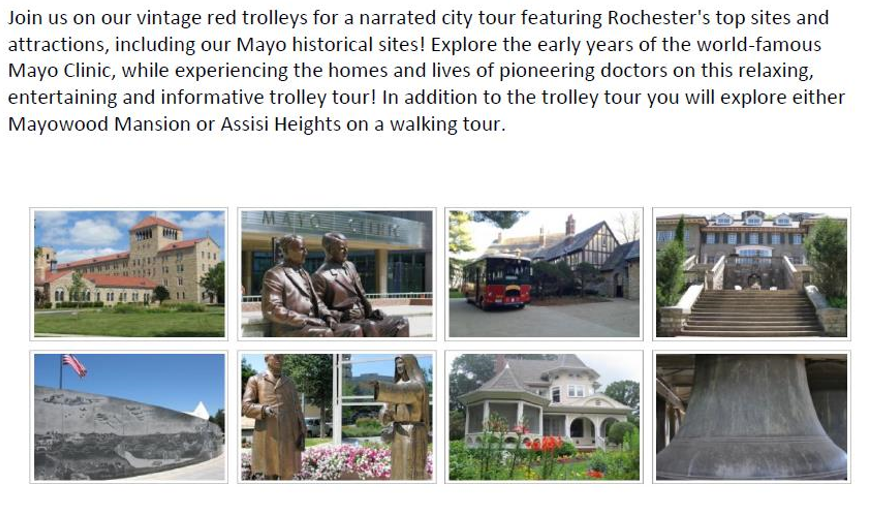 Join us on our vintage red trolleys for a narrated city tour featuring Rochester's top sites and
attractions, including our Mayo historical sites! Explore the early years of the world-famous
Mayo Clinic, while experiencing the homes and lives of pioneering doctors on this relaxing,
entertaining and informative trolley tour! In addition to the trolley tour you will explore either
Mayowood Mansion or Assisi Heights on a walking tour.
MAYO CLINIC